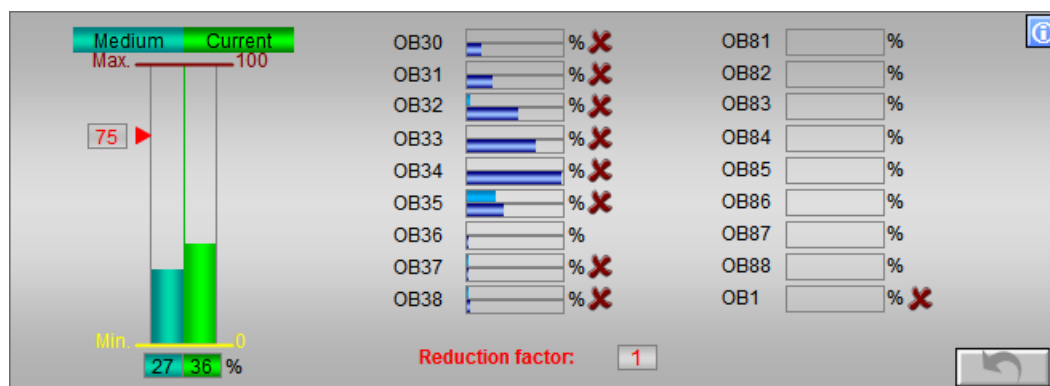 Medium Current
Max. 100
75
Min. 0
27 36 %
OB30 %
OB31 %
OB32 %
OB33 %
OB34 %
OB35 %
OB36 %
OB37 %
OB38 %
Reduction factor: 1
OB81 %
OB82 %
OB83 %
OB84 %
OB85 %
OB86 %
OB87 %
OB88 %
OB1 %